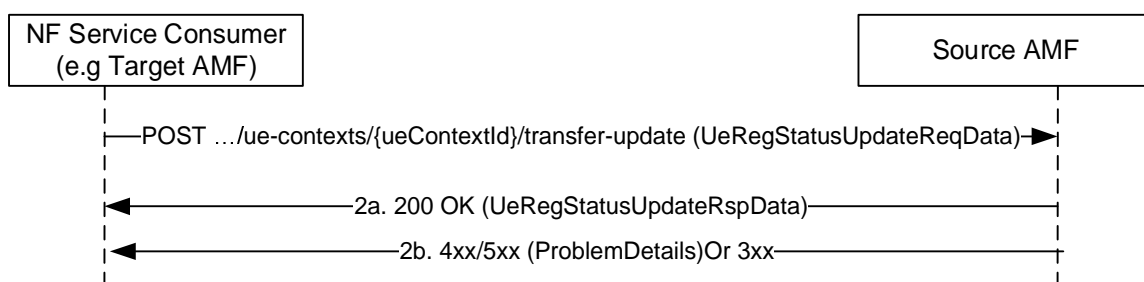 NF Service Consumer
(e.g Target AMF)
Source AMF
POST …/ue-contexts/{ueContextId}/transfer-update (UeRegStatusUpdateReqData)
2a. 200 OK (UeRegStatusUpdateRspData)
2b. 4xx/5xx (ProblemDetails)Or 3xx